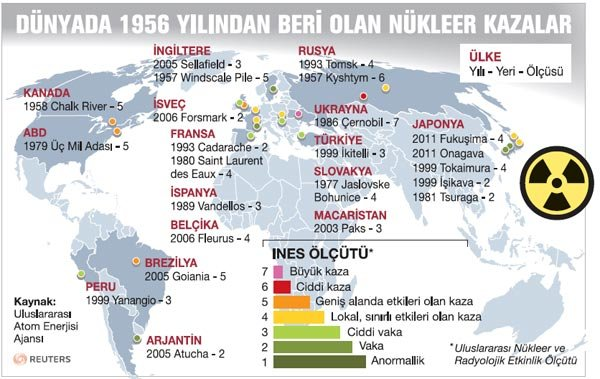 DÜNYADA 1956 YILINDAN BERİ OLAN NÜKLEER KAZALAR
İNGİLTERE
2005 Sellafield - 3
1957 Windscale Pile - 5
RUSYA
1993 Tomsk - 4
1957 Kyshtym - 6
ÜLKE
Yılı - Yeri - Ölçüsü
KANADA
1958 Chalk River - 5
ABD
1979 Üç Mil Adası - 5
İSVEÇ
2006 Forsmark - 2
FRANSA
1993 Cadarache - 2
1980 Saint Laurent
des Eaux - 4
İSPANYA
1989 Vandellos - 3
BELÇİKA
2006 Fleurus - 4
UKRAYNA
1986 Çernobil - 7
TÜRKİYE
1999 İkitelli - 3
SLOVAKYA
1977 Jaslovske
Bohunice - 4
MACARİSTAN
2003 Paks - 3
JAPONYA
2011 Fukuşima - 4
2011 Onagava
1999 Tokaimura - 4
1999 İşikava - 2
1981 Tsuraga - 2
BREZİLYA
2005 Goiania - 5
PERU
1999 Yanangio - 3
ARJANTİN
2005 Atucha - 2
Kaynak:
Uluslararası
Atom Enerjisi
Ajansı
REUTERS
INES ÖLÇÜTÜ*
7 Büyük kaza
6 Ciddi kaza
5 Geniş alanda etkileri olan kaza
4 Lokal, sınırlı etkileri olan kaza
3 Ciddi vaka
2 Vaka
1 Anormallik
*Uluslararası Nükleer ve
Radyolojik Etkinlik Ölçütü